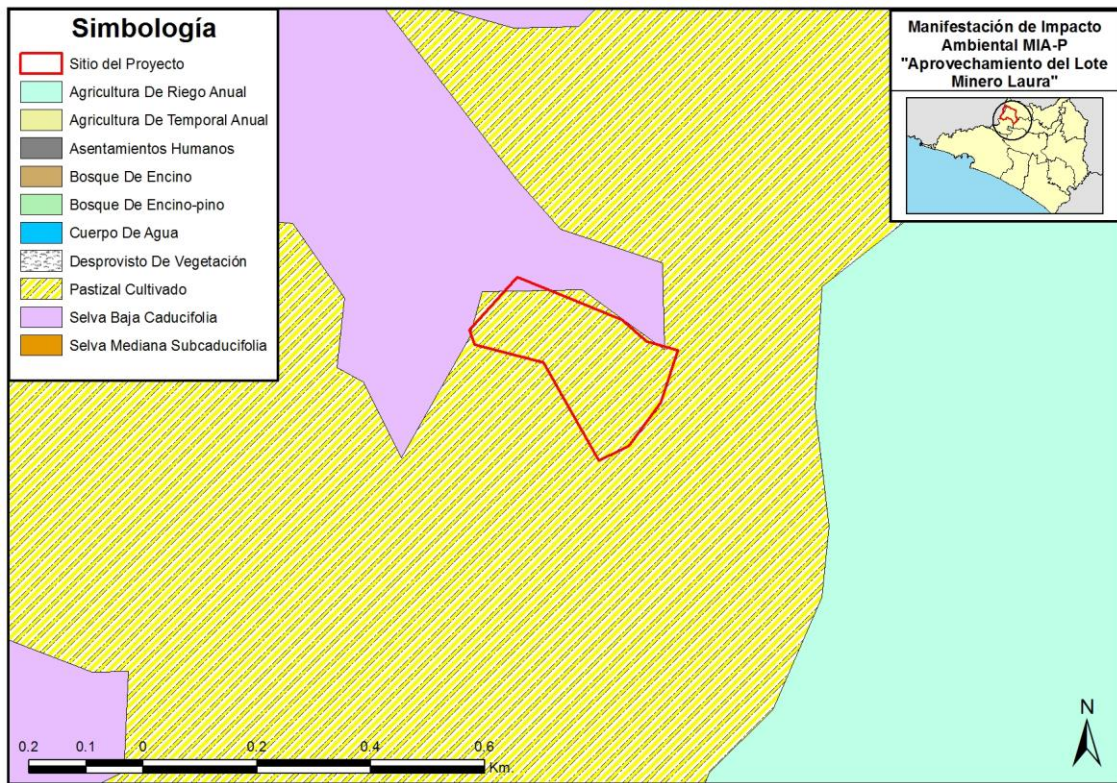 Simbología
Sitio del Proyecto
Agricultura De Riego Anual
Agricultura De Temporal Anual
Asentamientos Humanos
Bosque De Encino
Bosque De Encino-pino
Cuerpo De Agua
Desprovisto De Vegetación
Pastizal Cultivado
Selva Baja Caducifolia
Selva Mediana Subcaducifolia
Manifestación de Impacto
Ambiental MIA-P
"Aprovechamiento del Lote
Minero Laura"
0.2 0.1 0 0.2 0.4 0.6
Km.
N